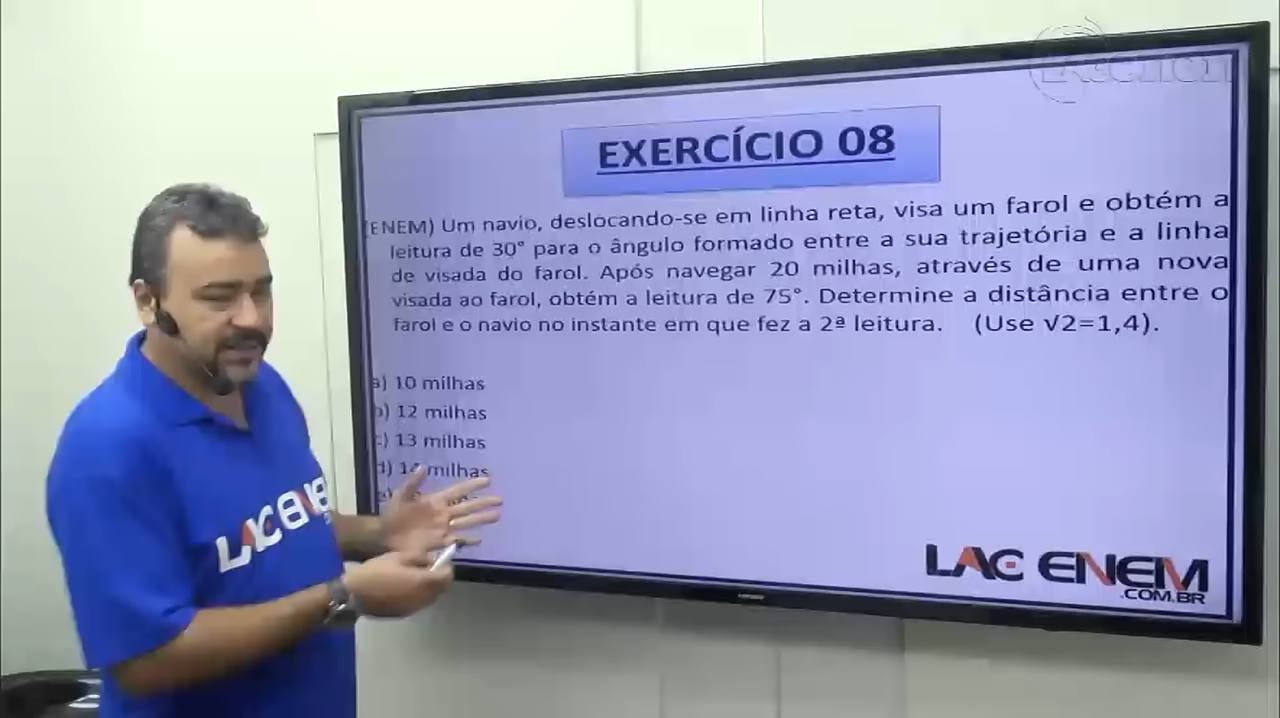 EXERCÍCIO 08
(ENEM) Um navio, deslocando-se em linha reta, visa um farol e obtém a
leitura de 30° para o ângulo formado entre a sua trajetória e a linha
de visada do farol. Após navegar 20 milhas, através de uma nova
visada ao farol, obtém a leitura de 75°. Determine a distância entre o
farol e o navio no instante em que fez a 2ª leitura. (Use √2=1,4).
a) 10 milhas
b) 12 milhas
c) 13 milhas
d) 14 milhas
LAC ENEM
.COM.BR
LAC ENEM